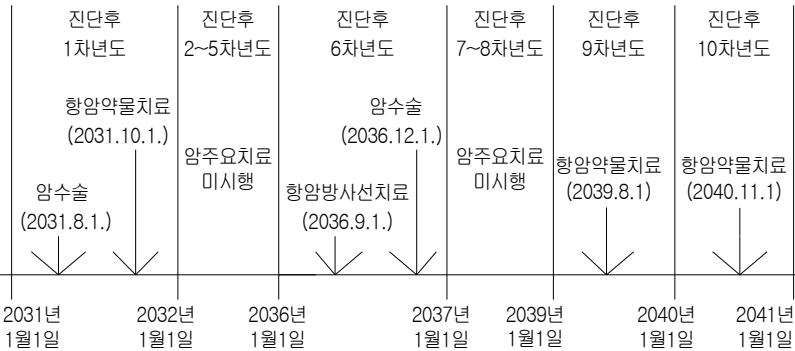 진단후
1차년도
진단후
2~5차년도
진단후
6차년도
진단후
7~8차년도
진단후
9차년도
진단후
10차년도
항암약물치료
(2031.10.1.)
암수술
(2031.8.1.)
암주요치료
미시행
암수술
(2036.12.1.)
항암방사선치료
(2036.9.1.)
암주요치료
미시행
항암약물치료
(2039.8.1)
항암약물치료
(2040.11.1)
2031년
1월1일
2032년
1월1일
2036년
1월1일
2037년
1월1일
2039년
1월1일
2040년
1월1일
2041년
1월1일